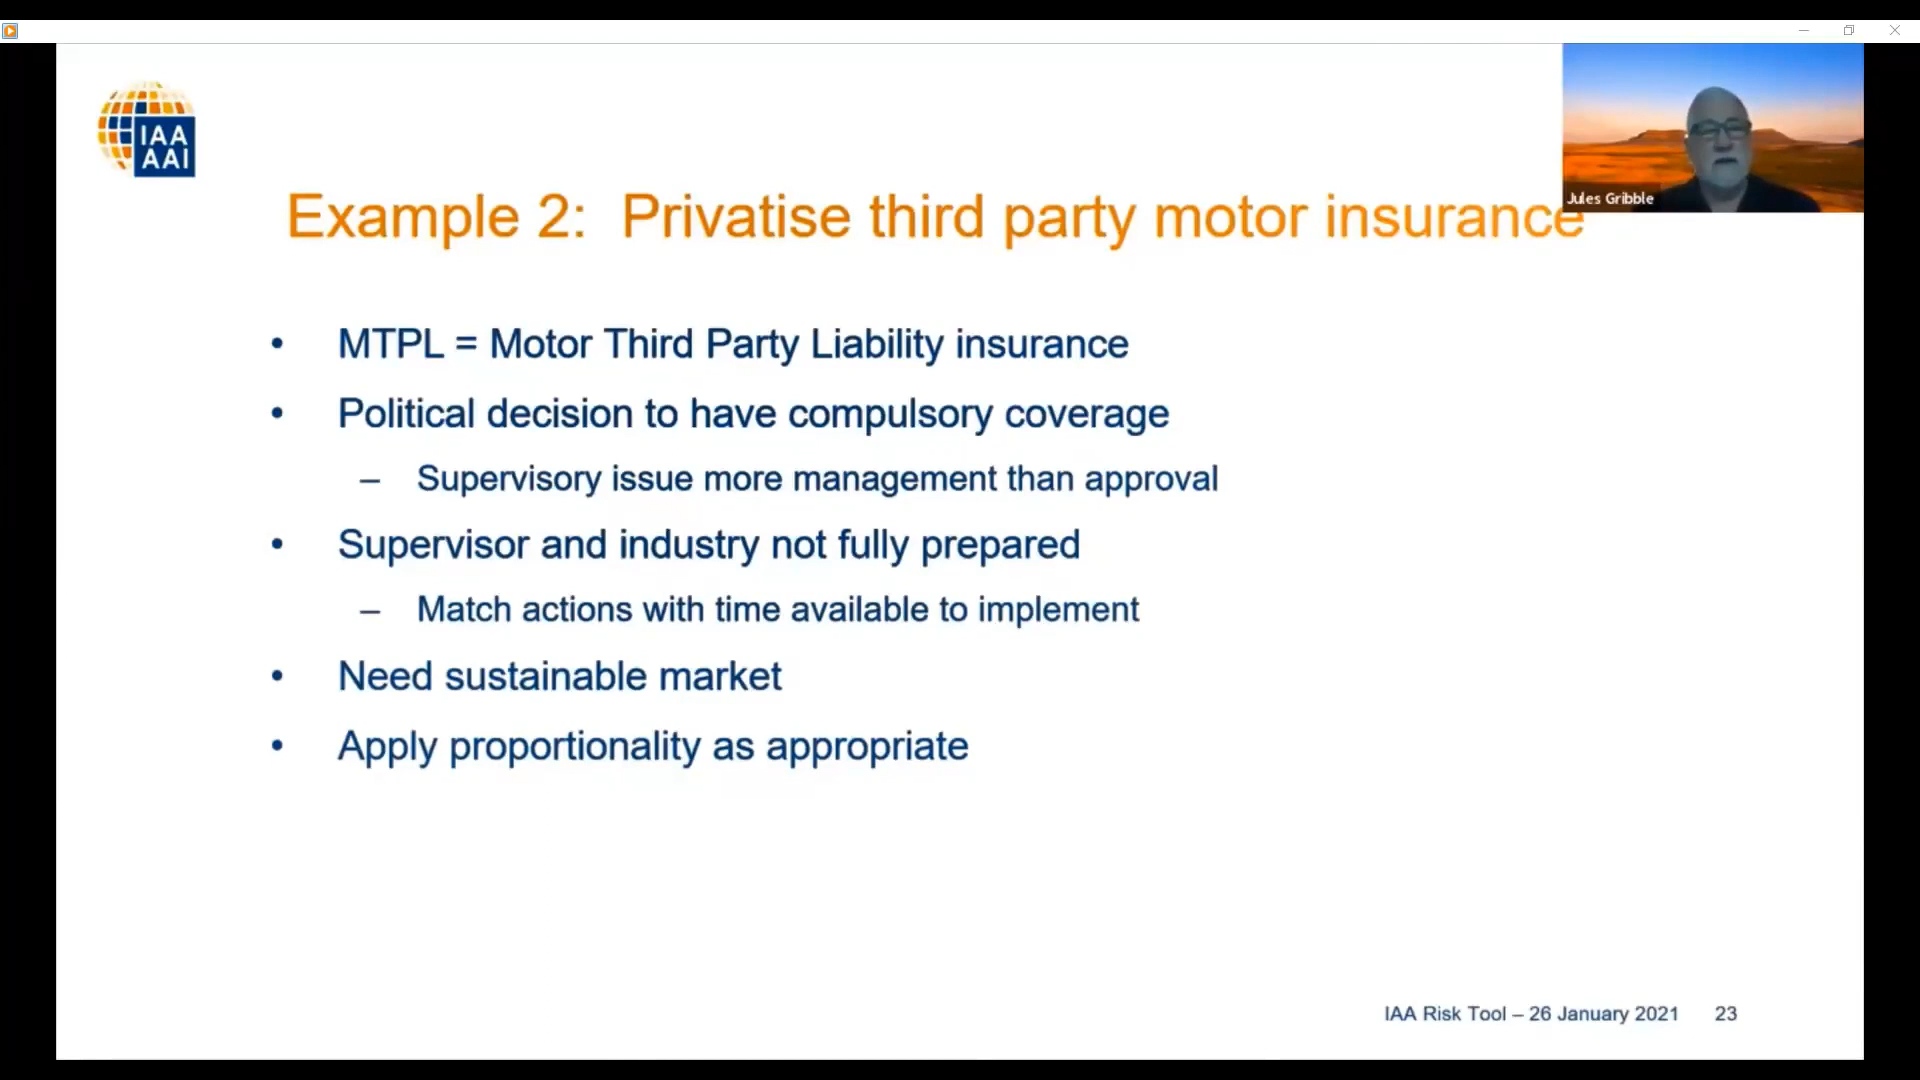 IAA
AAI
Jules Gribble
Example 2: Privatise third party motor insurance
• MTPL = Motor Third Party Liability insurance
• Political decision to have compulsory coverage
– Supervisory issue more management than approval
• Supervisor and industry not fully prepared
– Match actions with time available to implement
• Need sustainable market
• Apply proportionality as appropriate
IAA Risk Tool – 26 January 2021 23